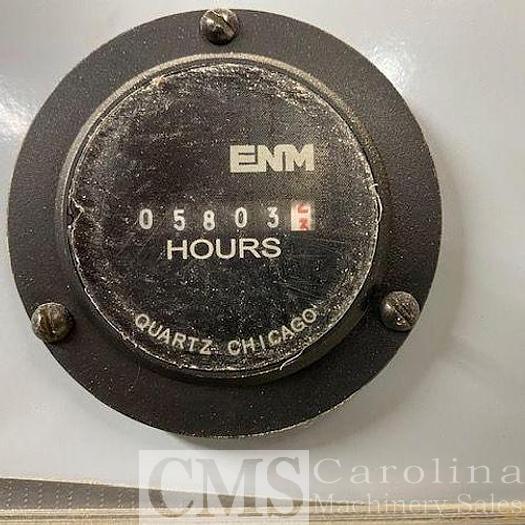 ENM
05803
HOURS
QUARTZ CHICAGO
CMS Carolina
Machinery Sales